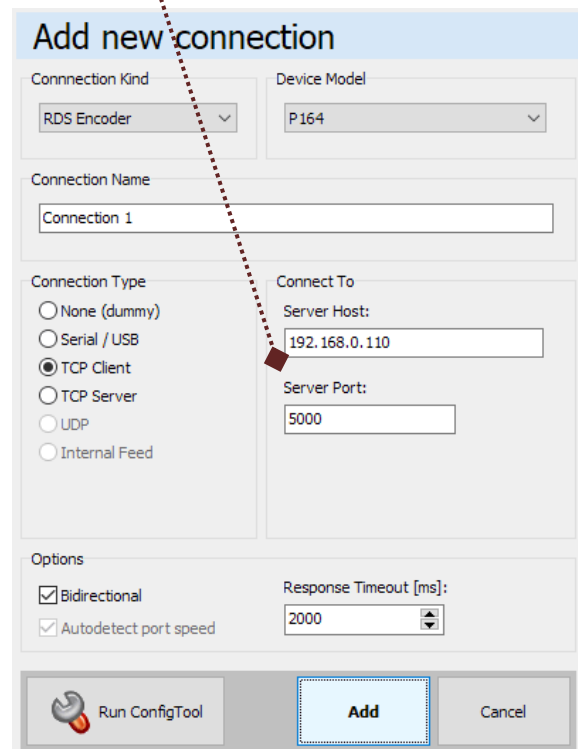 Add new connection
Connnection Kind
RDS Encoder
Device Model
P164
Connection Name
Connection 1
Connection Type
None (dummy)
Serial / USB
TCP Client
TCP Server
UDP
Internal Feed
Connect To
Server Host:
192.168.0.110
Server Port:
5000
Options
Bidirectional
Autodetect port speed
Response Timeout [ms]:
2000
Run ConfigTool
Add
Cancel